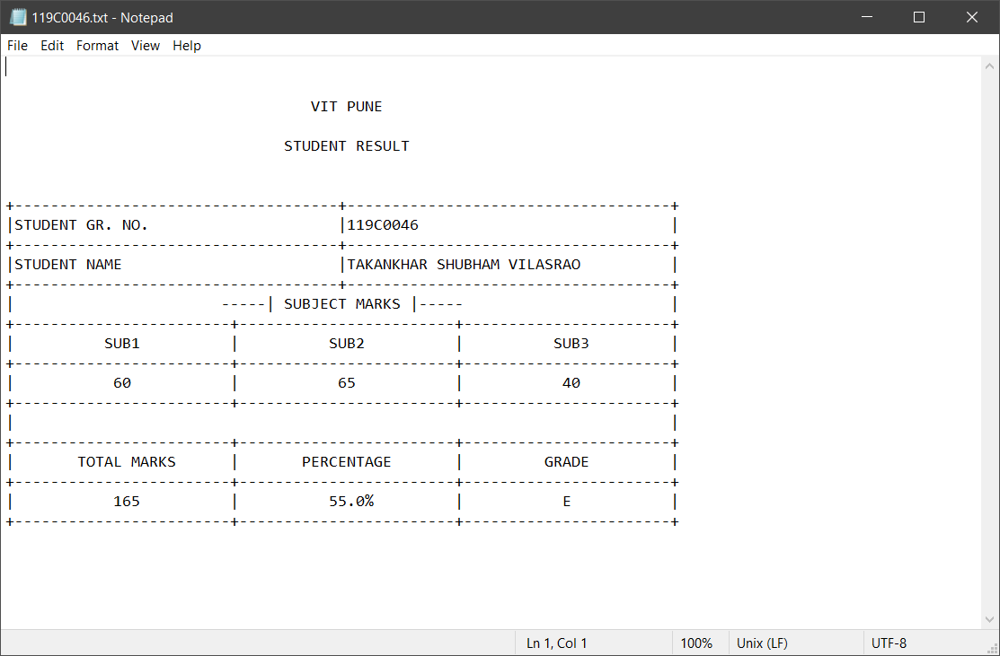 119C0046.txt - Notepad
File Edit Format View Help
VIT PUNE
STUDENT RESULT
+------------------------------------+------------------------------------+
|STUDENT GR. NO.                     |119C0046                            |
+------------------------------------+------------------------------------+
|STUDENT NAME                        |TAKANKHAR SHUBHAM VILASRAO          |
+------------------------------------+------------------------------------+
|                       -----| SUBJECT MARKS |-----                       |
+------------------------+------------------------+-----------------------+
|          SUB1          |          SUB2          |          SUB3         |
+------------------------+------------------------+-----------------------+
|           60           |           65           |           40          |
+------------------------+------------------------+-----------------------+
|                                                                         |
+------------------------+------------------------+-----------------------+
|       TOTAL MARKS      |       PERCENTAGE       |         GRADE         |
+------------------------+------------------------+-----------------------+
|           165          |          55.0%         |           E           |
+------------------------+------------------------+-----------------------+
Ln 1, Col 1 100% Unix (LF) UTF-8